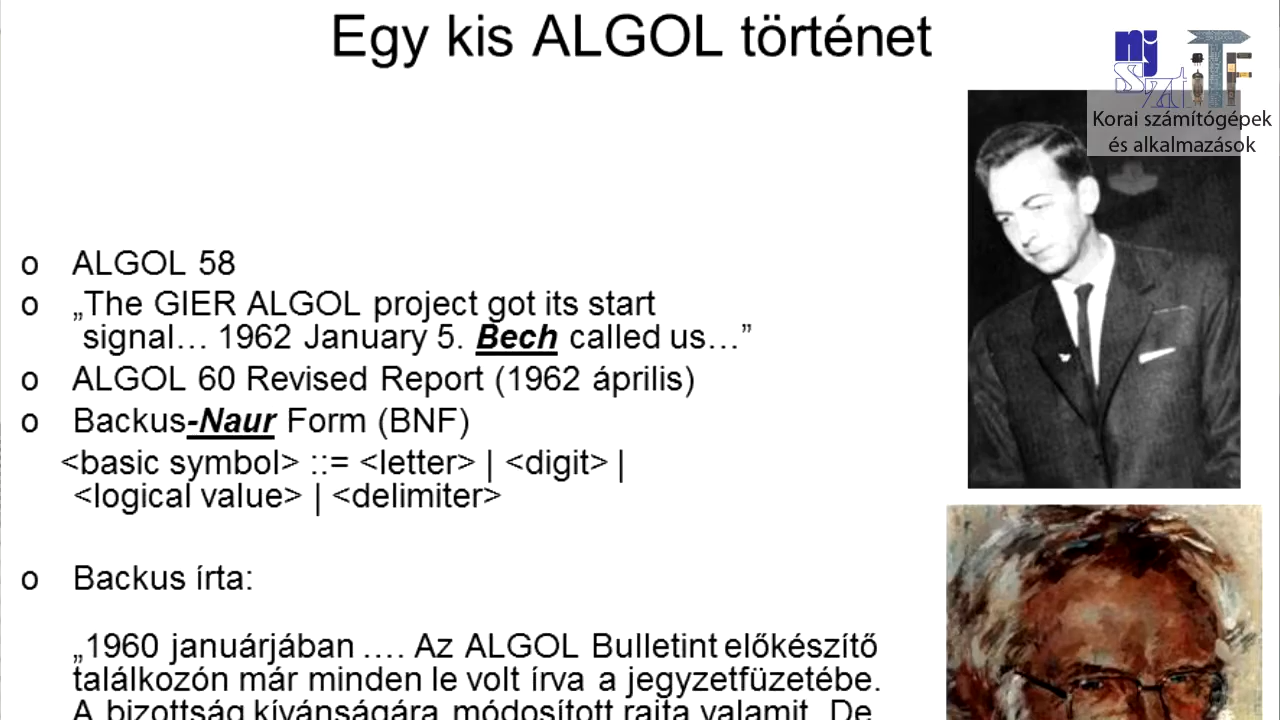 Egy kis ALGOL történet
nj
Szt
iTF
Korai számítógépek
és alkalmazások
o ALGOL 58
o „The GIER ALGOL project got its start
signal… 1962 January 5. Bech called us…”
o ALGOL 60 Revised Report (1962 április)
o Backus-Naur Form (BNF)
<basic symbol> ::= <letter> | <digit> |
<logical value> | <delimiter>
o Backus írta:
„1960 januárjában …. Az ALGOL Bulletint előkészítő
találkozón már minden le volt írva a jegyzetfüzetébe.
A bizottság kívánságára módosított rajta valamit. De